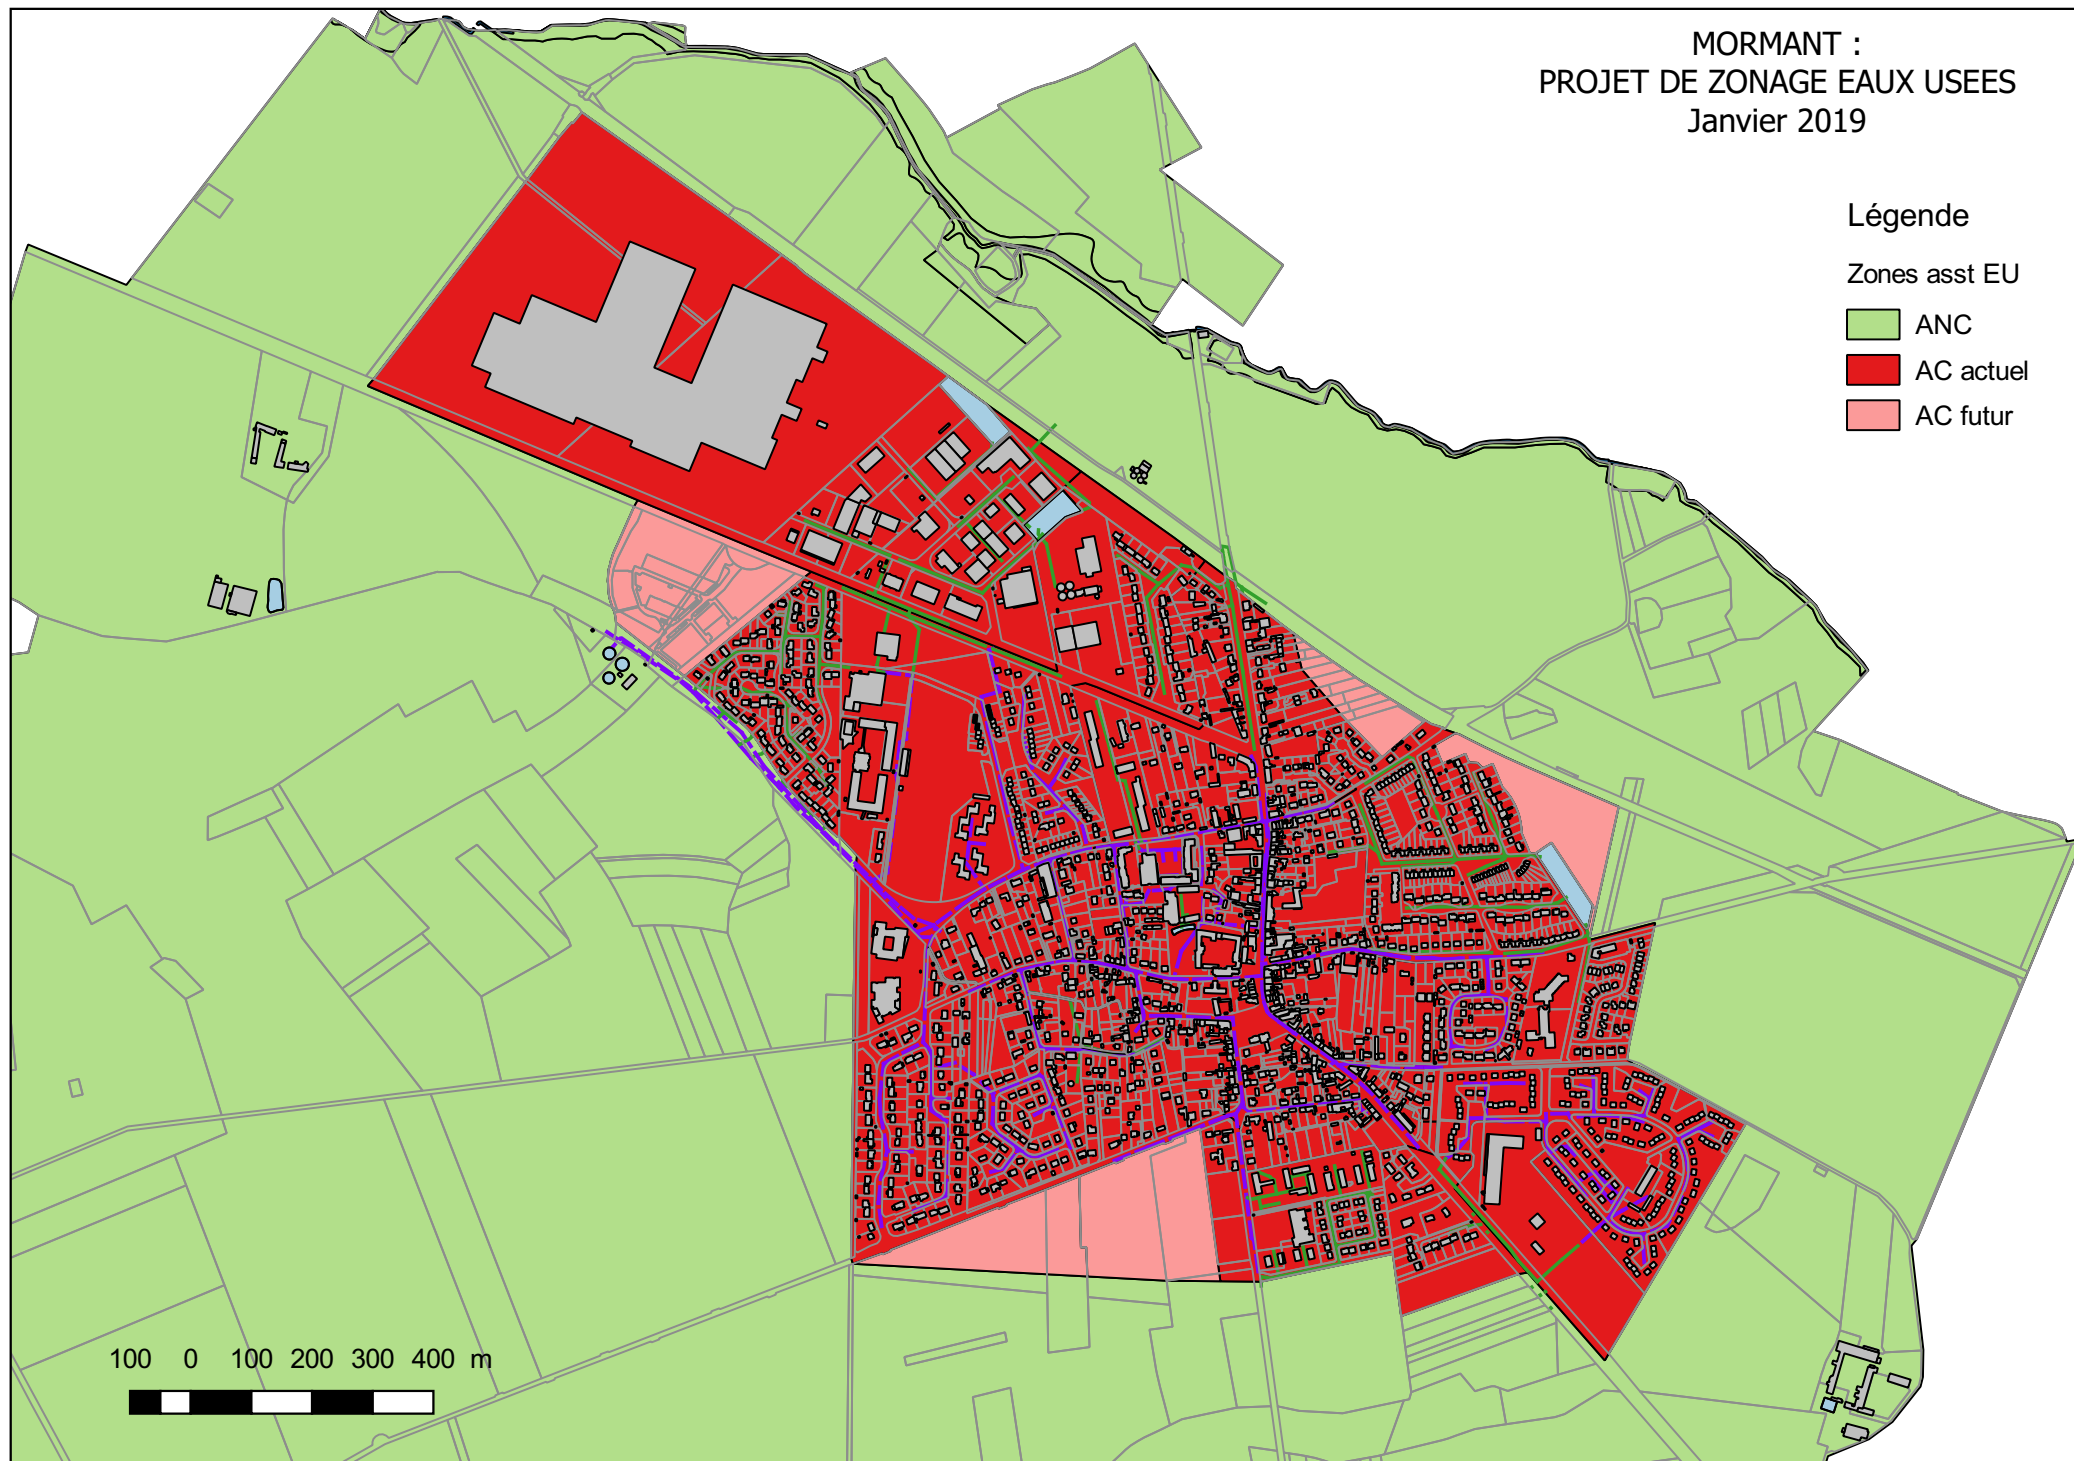 MORMANT :
PROJET DE ZONAGE EAUX USEES
Janvier 2019
Légende
Zones asst EU
ANC
AC actuel
AC futur
100 0 100 200 300 400 m